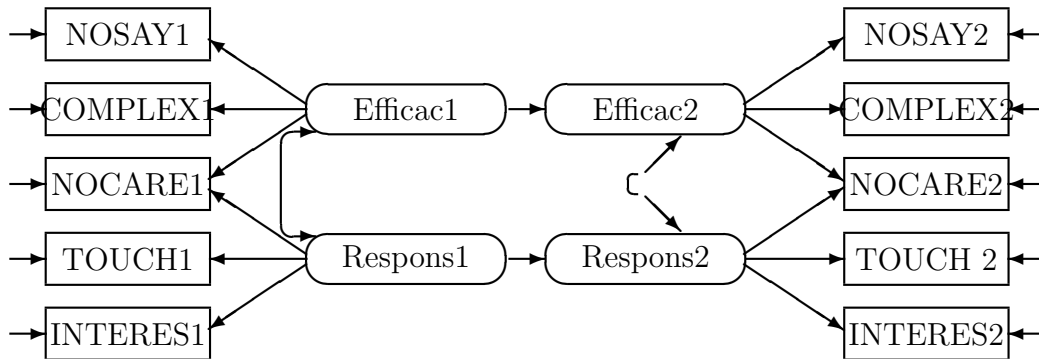 NOSAY1
NOSAY2
COMPLEX1
Efficac1
Efficac2
COMPLEX2
NOCARE1
NOCARE2
TOUCH1
Respons1
Respons2
TOUCH 2
INTERES1
INTERES2